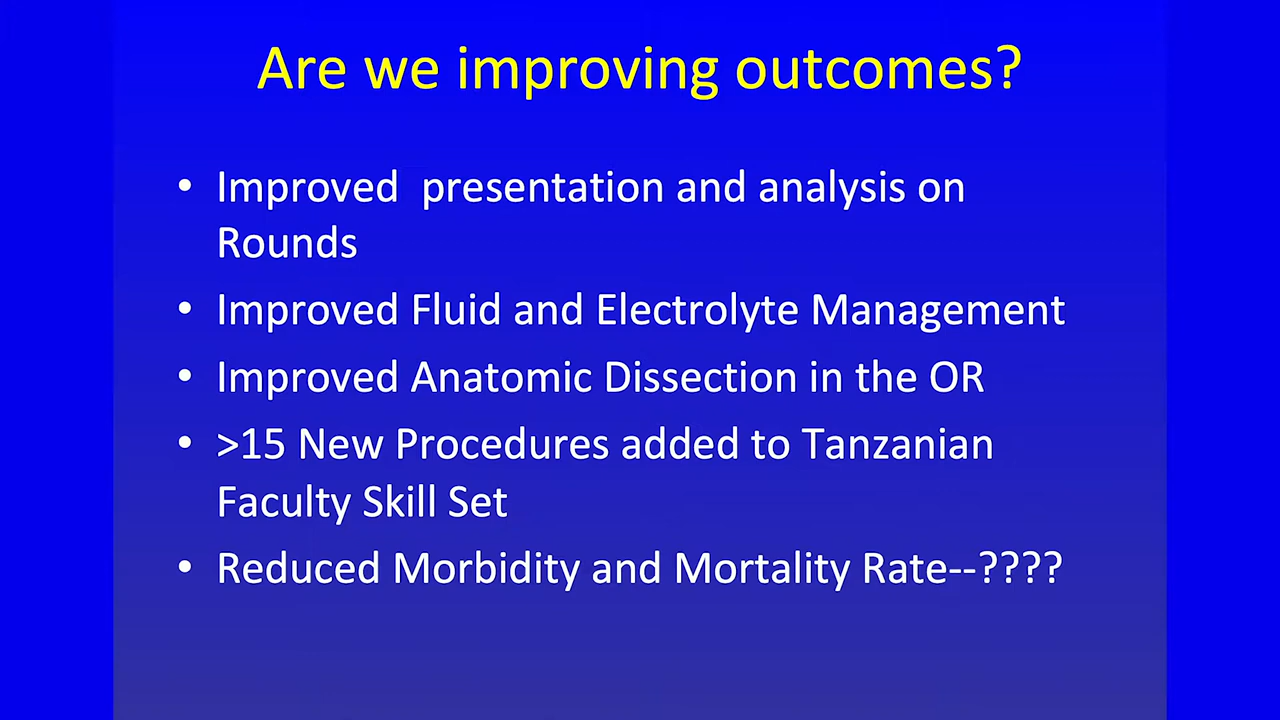 Are we improving outcomes?
• Improved  presentation and analysis on
Rounds
• Improved Fluid and Electrolyte Management
• Improved Anatomic Dissection in the OR
• >15 New Procedures added to Tanzanian
Faculty Skill Set
• Reduced Morbidity and Mortality Rate--????